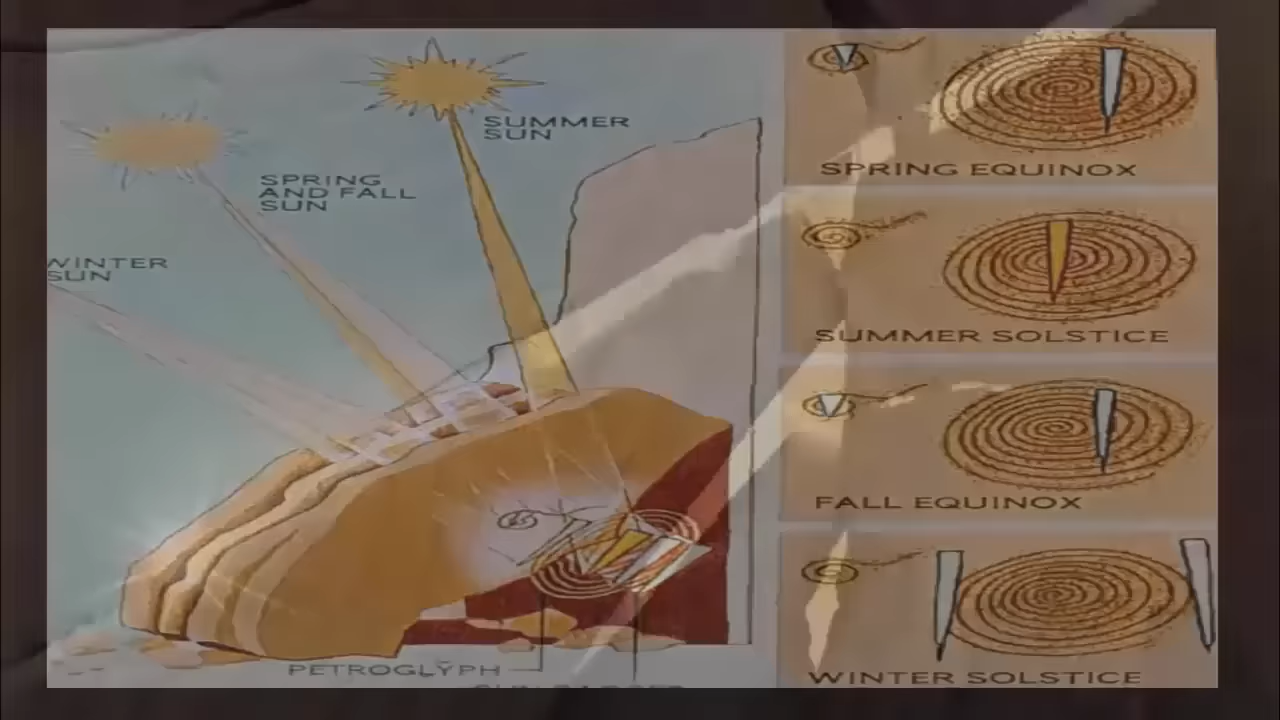 SUMMER
SUN
SPRING
AND FALL
SUN
WINTER
SUN
PETROGLYPH
SPRING EQUINOX
SUMMER SOLSTICE
FALL EQUINOX
WINTER SOLSTICE